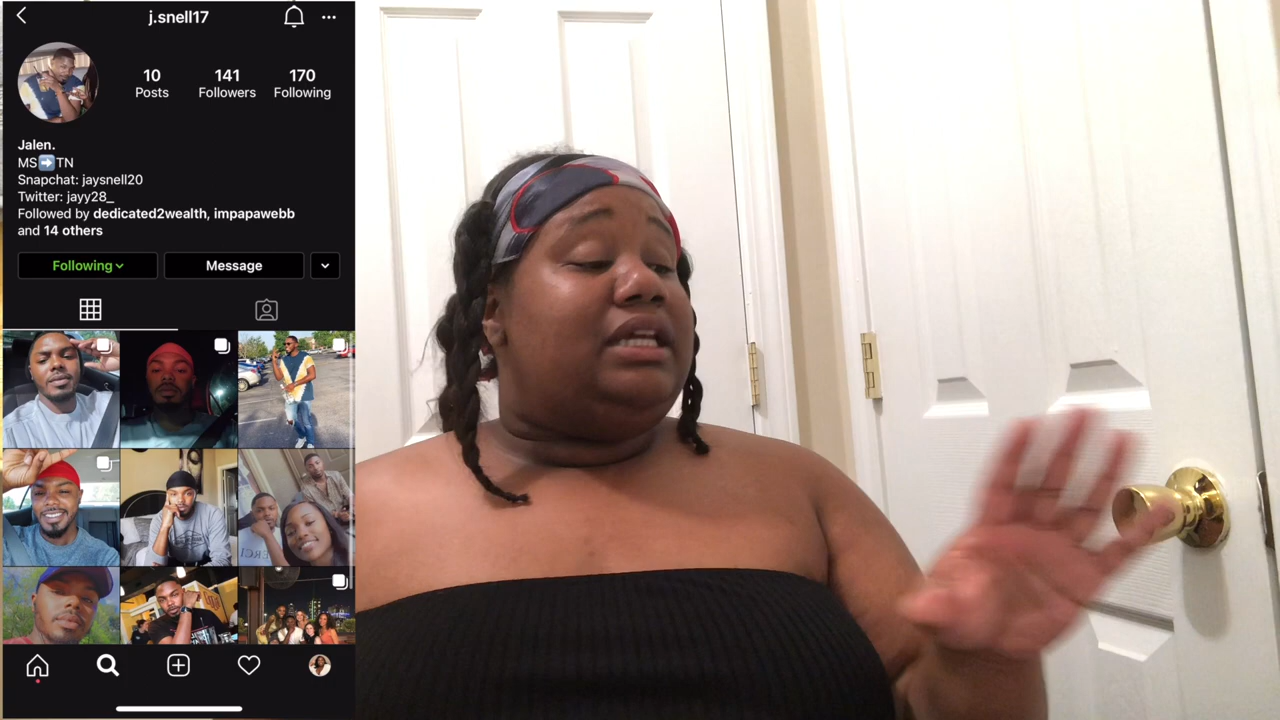 j.snell17
10
141
170
Posts
Followers
Following
Jalen.
MS➡️TN
Snapchat: jaysnell20
Twitter: jayy28_
Followed by dedicated2wealth, impapawebb
and 14 others
Following
Message